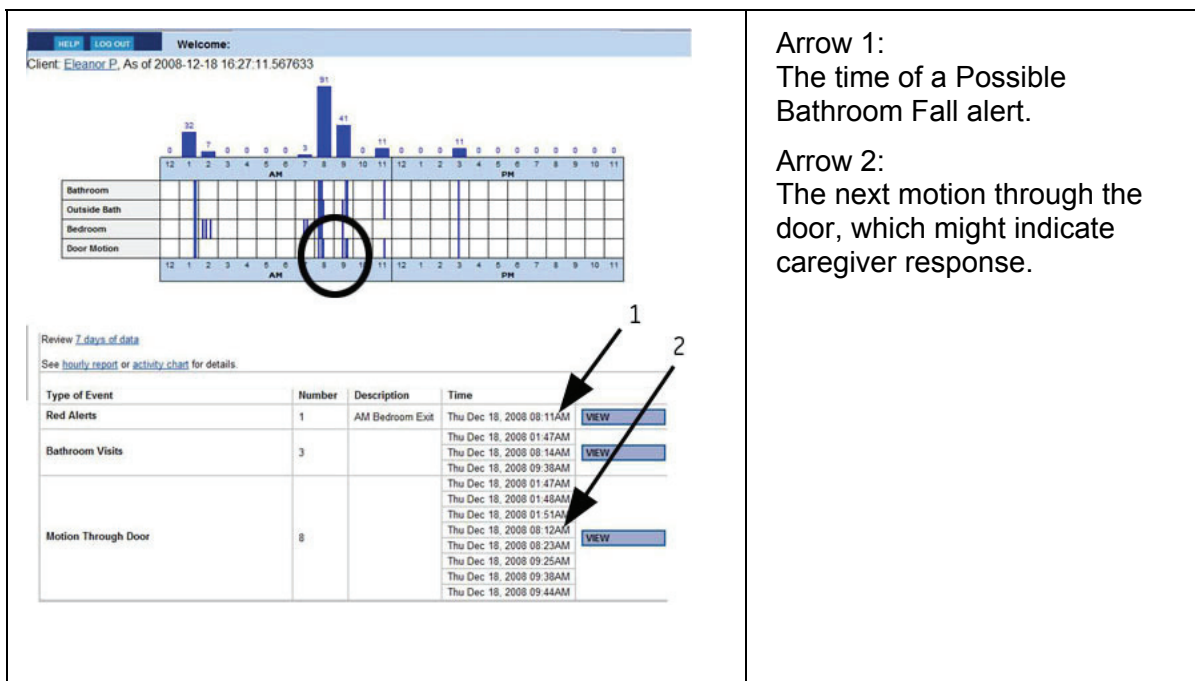 HELP LOG OUT Welcome:
Client: Eleanor P, As of 2008-12-18 16:27:11.567633
91
41
32
0 7 0 0 0 0 3 0 11 0 0 0 11 0 0 0 0 0 0 0 0
12 1 2 3 4 5 6 7 8 9 10 11 12 1 2 3 4 5 6 7 8 9 10 11
AM PM
Bathroom
Outside Bath
Bedroom
Door Motion
12 1 2 3 4 5 6 7 8 9 10 11 12 1 2 3 4 5 6 7 8 9 10 11
AM PM
1
2
Review 7 days of data
See hourly report or activity chart for details.
Type of Event Number Description Time
Red Alerts 1 AM Bedroom Exit Thu Dec 18, 2008 08:11AM VIEW
Bathroom Visits 3 Thu Dec 18, 2008 01:47AM
Thu Dec 18, 2008 08:14AM VIEW
Thu Dec 18, 2008 09:38AM
Motion Through Door 8 Thu Dec 18, 2008 01:47AM
Thu Dec 18, 2008 01:48AM
Thu Dec 18, 2008 01:51AM
Thu Dec 18, 2008 08:12AM VIEW
Thu Dec 18, 2008 08:23AM
Thu Dec 18, 2008 09:25AM
Thu Dec 18, 2008 09:38AM
Thu Dec 18, 2008 09:44AM
Arrow 1:
The time of a Possible
Bathroom Fall alert.
Arrow 2:
The next motion through the
door, which might indicate
caregiver response.